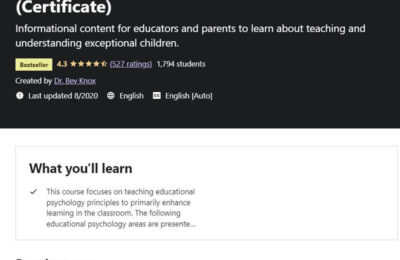 (Certificate)
Informational content for educators and parents to learn about teaching and
understanding exceptional children.
Bestseller 4.3 (527 ratings) 1,794 students
Created by Dr. Bev Knox
Last updated 8/2020 English English [Auto]
What you'll learn
This course focuses on teaching educational
psychology principles to primarily enhance
learning in the classroom. The following
educational psychology areas are presente...